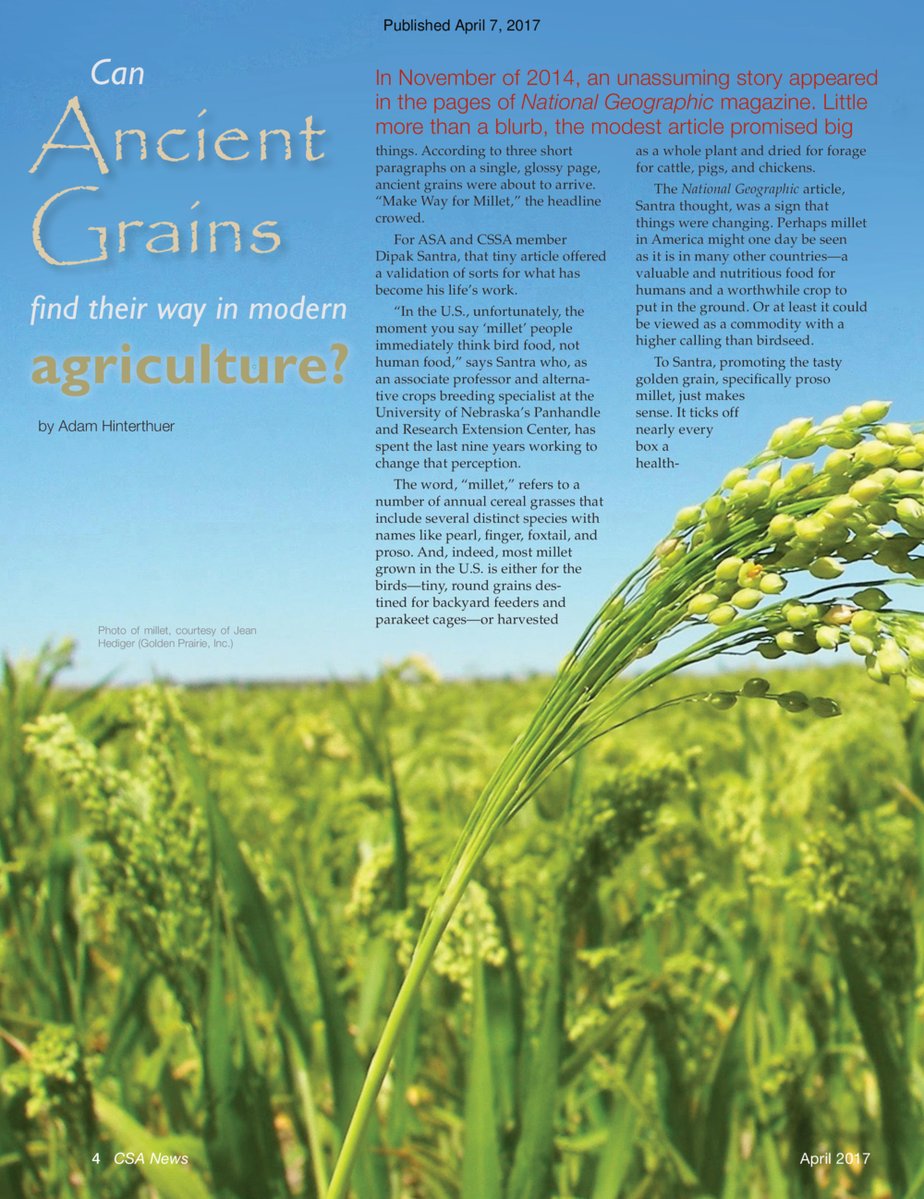 Published April 7, 2017
Can
Ancient
Grains
find their way in modern
agriculture?
by Adam Hinterthuer
In November of 2014, an unassuming story appeared
in the pages of National Geographic magazine. Little
more than a blurb, the modest article promised big
things. According to three short
paragraphs on a single, glossy page,
ancient grains were about to arrive.
“Make Way for Millet,” the headline
crowed.
For ASA and CSSA member
Dipak Santra, that tiny article offered
a validation of sorts for what has
become his life’s work.
“In the U.S., unfortunately, the
moment you say ‘millet’ people
immediately think bird food, not
human food,” says Santra who, as
an associate professor and alterna-
tive crops breeding specialist at the
University of Nebraska’s Panhandle
and Research Extension Center, has
spent the last nine years working to
change that perception.
The word, “millet,” refers to a
number of annual cereal grasses that
include several distinct species with
names like pearl, finger, foxtail, and
proso. And, indeed, most millet
grown in the U.S. is either for the
birds—tiny, round grains des-
tined for backyard feeders and
parakeet cages—or harvested
as a whole plant and dried for forage
for cattle, pigs, and chickens.
The National Geographic article,
Santra thought, was a sign that
things were changing. Perhaps millet
in America might one day be seen
as it is in many other countries—a
valuable and nutritious food for
humans and a worthwhile crop to
put in the ground. Or at least it could
be viewed as a commodity with a
higher calling than birdseed.
To Santra, promoting the tasty
golden grain, specifically proso
millet, just makes
sense. It ticks off
nearly every
box a
health-
Photo of millet, courtesy of Jean
Hediger (Golden Prairie, Inc.)
4 CSA News
April 2017